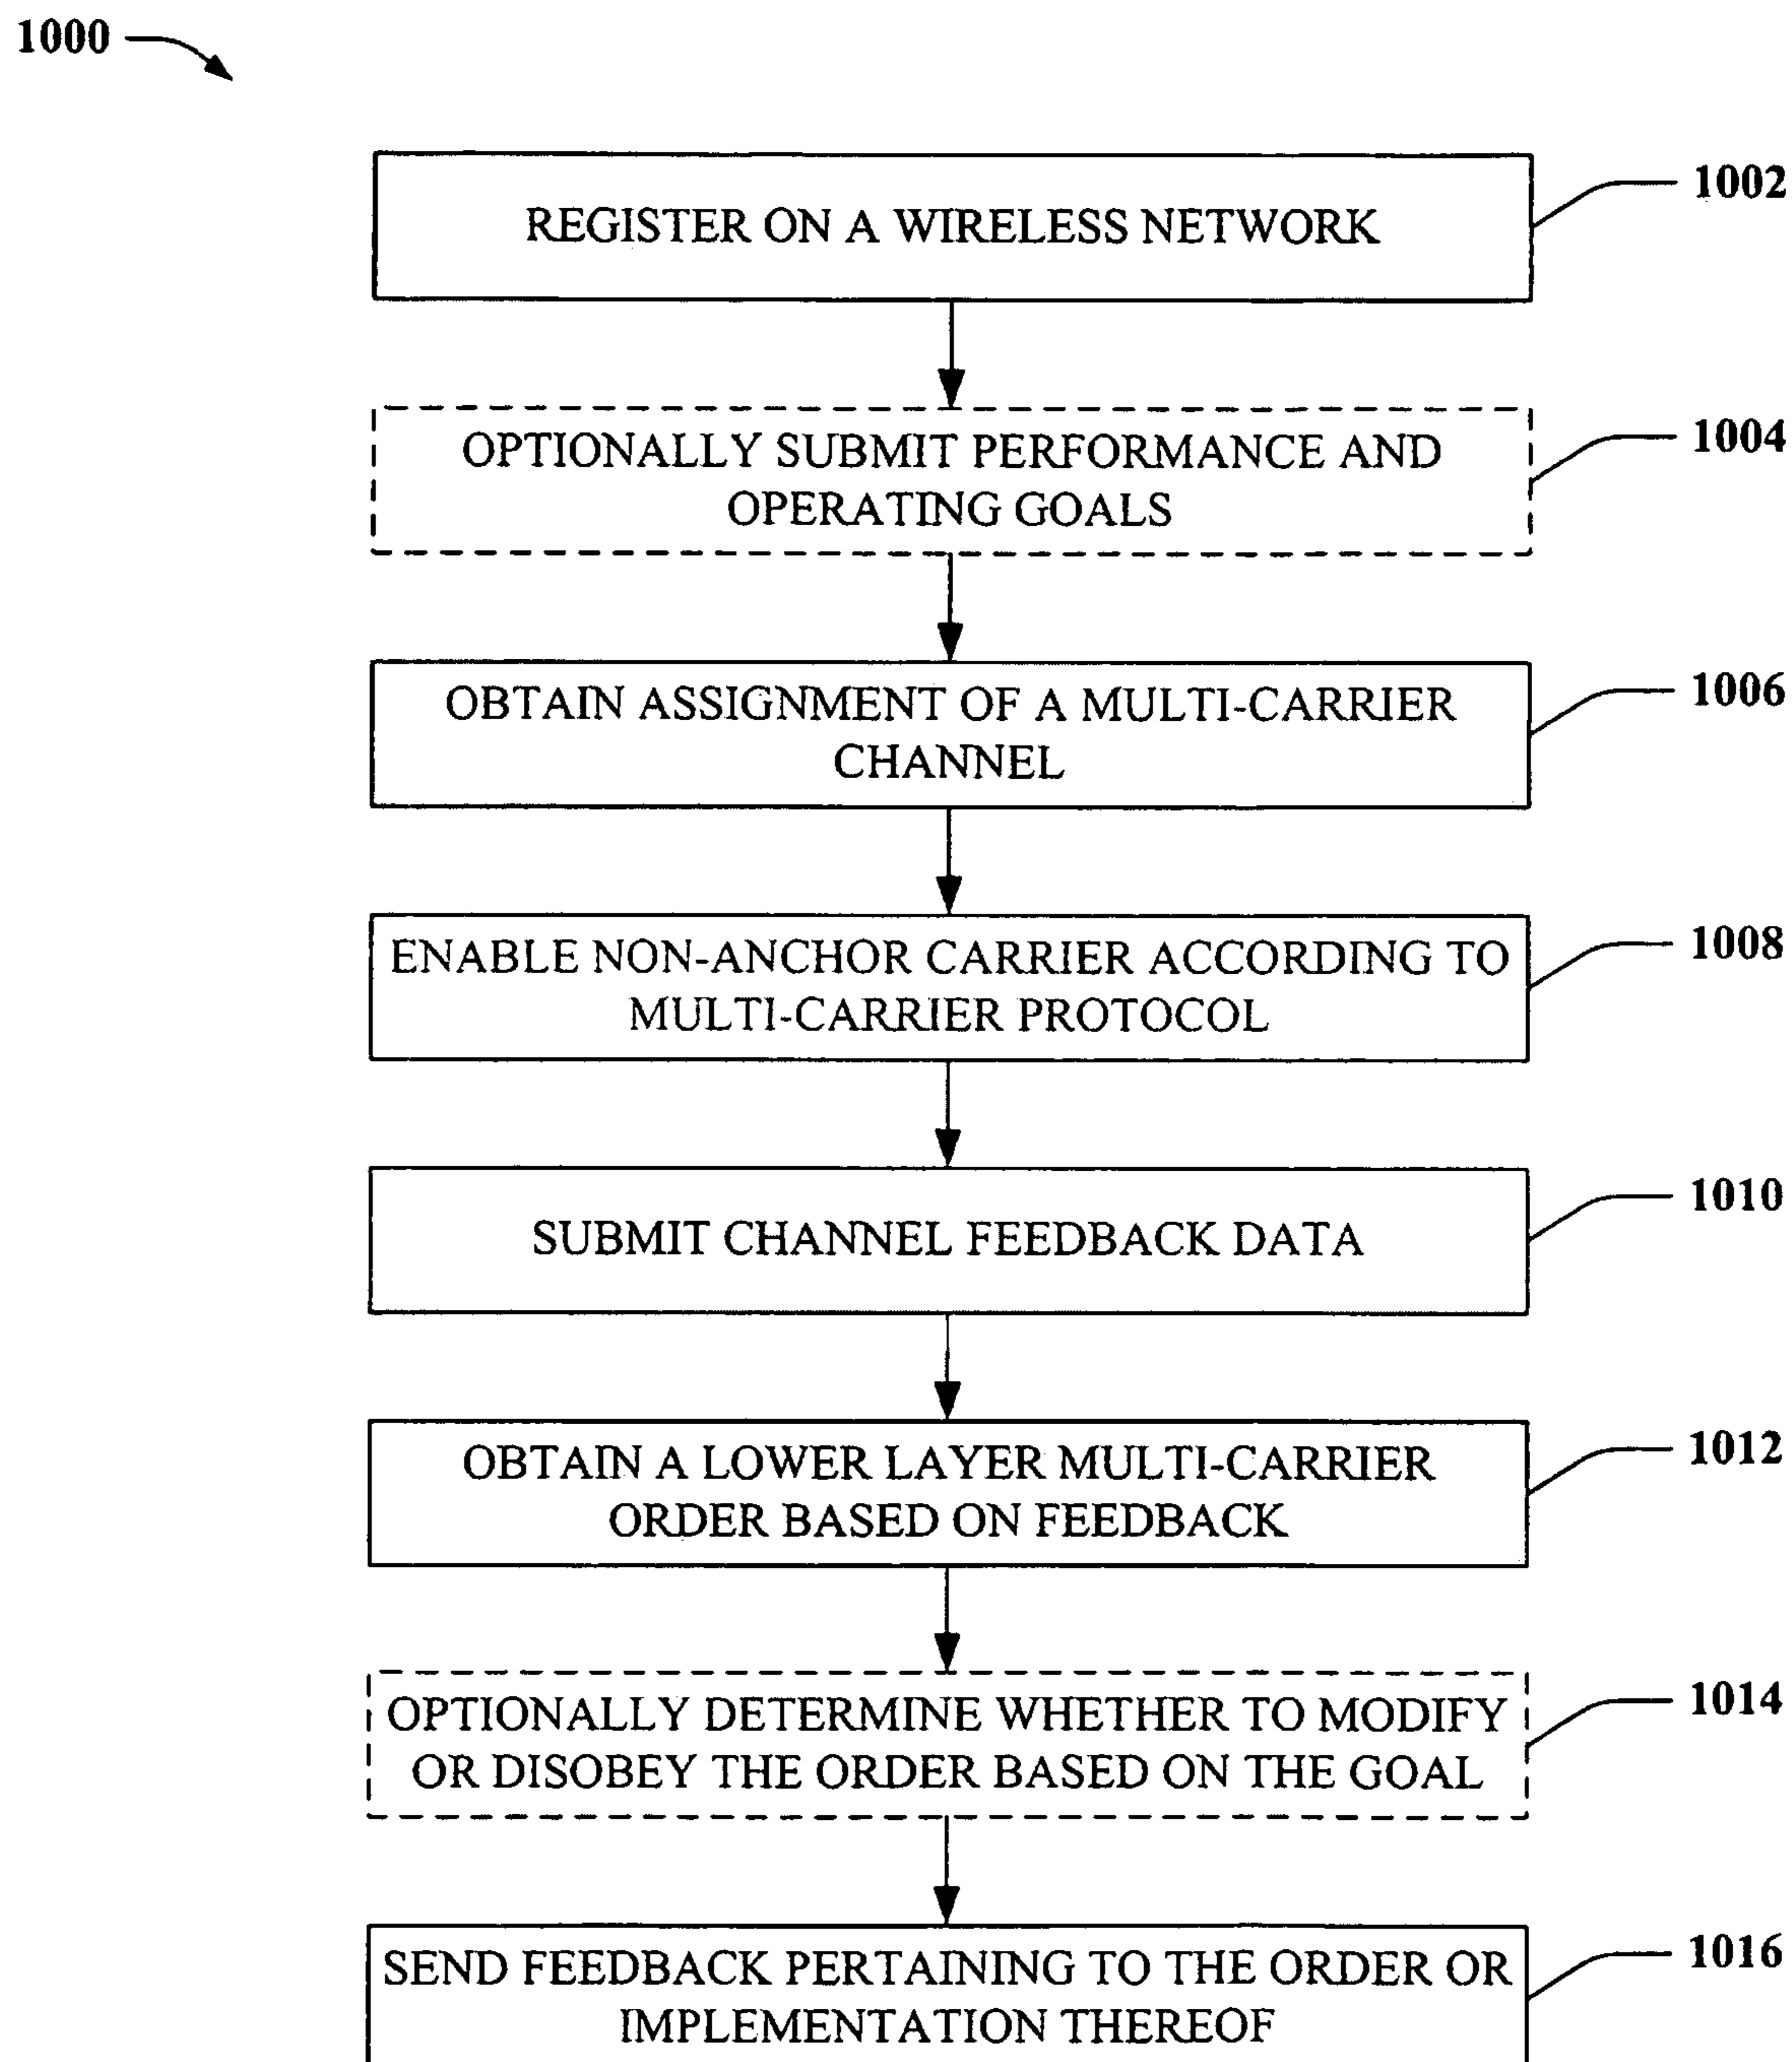 1000
REGISTER ON A WIRELESS NETWORK
1002
OPTIONALLY SUBMIT PERFORMANCE AND
OPERATING GOALS
1004
OBTAIN ASSIGNMENT OF A MULTI-CARRIER
CHANNEL
1006
ENABLE NON-ANCHOR CARRIER ACCORDING TO
MULTI-CARRIER PROTOCOL
1008
SUBMIT CHANNEL FEEDBACK DATA
1010
OBTAIN A LOWER LAYER MULTI-CARRIER
ORDER BASED ON FEEDBACK
1012
OPTIONALLY DETERMINE WHETHER TO MODIFY
OR DISOBEY THE ORDER BASED ON THE GOAL
1014
SEND FEEDBACK PERTAINING TO THE ORDER OR
IMPLEMENTATION THEREOF
1016